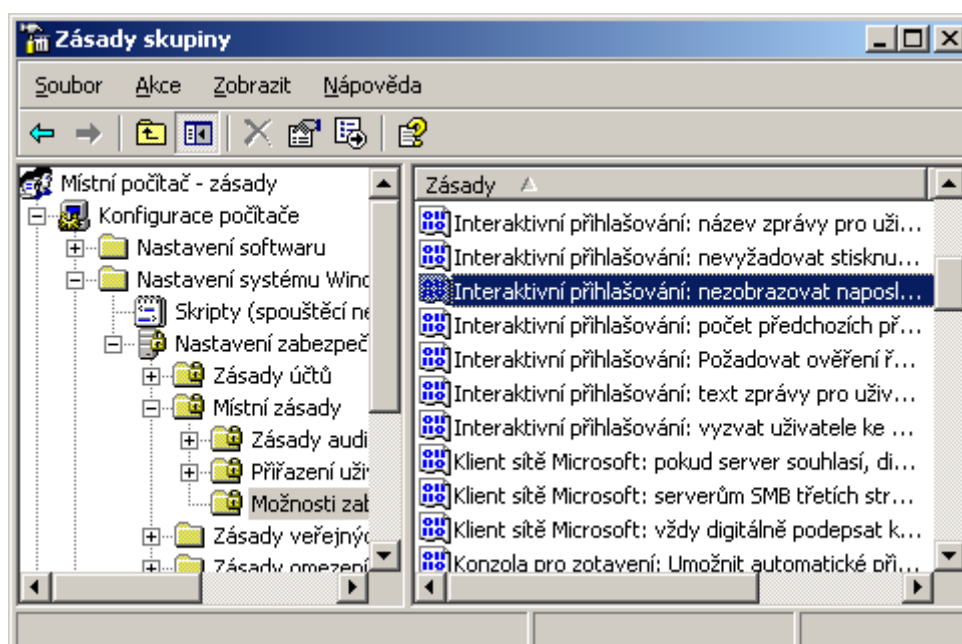 Zásady skupiny
Soubor Akce Zobrazit Nápověda
Místní počítač - zásady
Konfigurace počítače
Nastavení softwaru
Nastavení systému Wind
Skripty (spouštěcí ne
Nastavení zabezpeč
Zásady účtů
Místní zásady
Zásady audi
Přiřazení uživ
Možnosti zab
Zásady veřejnýc
Zásady omezení
Zásady
Interaktivní přihlašování: název zprávy pro uži...
Interaktivní přihlašování: nevyžadovat stisknu...
Interaktivní přihlašování: nezobrazovat naposl...
Interaktivní přihlašování: počet předchozích př...
Interaktivní přihlašování: Požadovat ověření ř...
Interaktivní přihlašování: text zprávy pro uživ...
Interaktivní přihlašování: vyzvat uživatele ke ...
Klient sítě Microsoft: pokud server souhlasí, di...
Klient sítě Microsoft: serverům SMB třetích str...
Klient sítě Microsoft: vždy digitálně podepsat k...
Konzola pro zotavení: Umožnit automatické při...